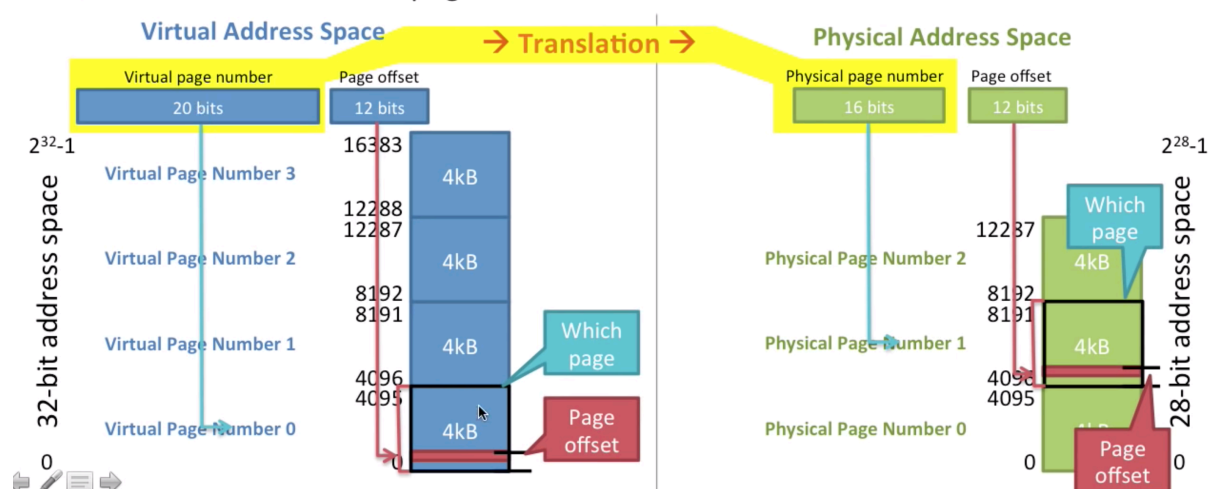 Virtual Address Space
→ Translation →
Physical Address Space
Virtual page number
Page offset
Physical page number
Page offset
20 bits
12 bits
16 bits
12 bits
2³²-1
32-bit address space
0
Virtual Page Number 3
Virtual Page Number 2
Virtual Page Number 1
Virtual Page Number 0
16383
4kB
12288
12287
4kB
8192
8191
4kB
4096
4095
4kB
0
Which
page
Page
offset
Physical Page Number 2
Physical Page Number 1
Physical Page Number 0
12287
4kB
8192
8191
4kB
4096
4095
0
Which
page
Page
offset
2²⁸-1
28-bit address space
0